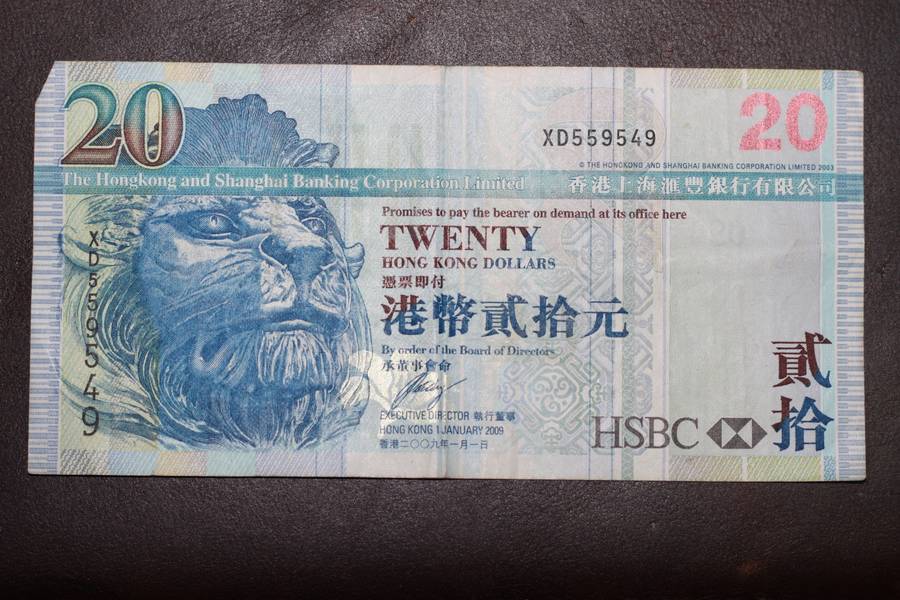 20
XD559549
20
© THE HONGKONG AND SHANGHAI BANKING CORPORATION LIMITED 2003
The Hongkong and Shanghai Banking Corporation Limited 香港上海滙豐銀行有限公司
Promises to pay the bearer on demand at its office here
TWENTY
HONG KONG DOLLARS
憑票即付
港幣貳拾元
By order of the Board of Directors
承董事會命
EXECUTIVE DIRECTOR 執行董事
HONG KONG 1 JANUARY 2009
香港二〇〇九年一月一日
XD559549
HSBC
貳拾